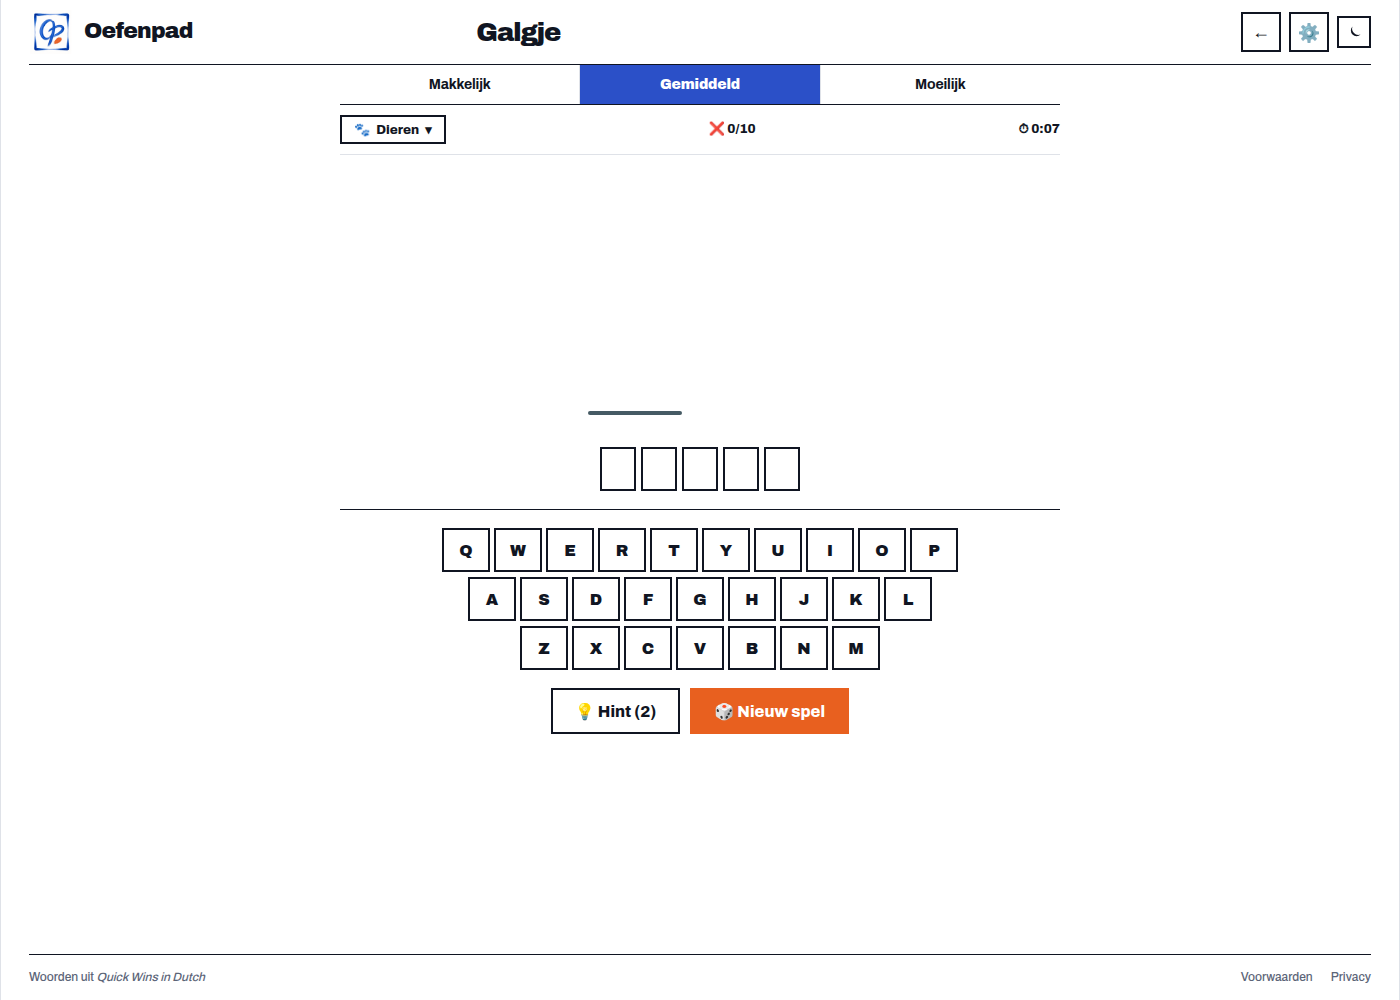 Oefenpad
Galgje
←
Makkelijk Gemiddeld Moeilijk
Dieren ▼
❌ 0/10
⏱ 0:07
Q W E R T Y U I O P
A S D F G H J K L
Z X C V B N M
💡 Hint (2)
🎲 Nieuw spel
Woorden uit Quick Wins in Dutch
Voorwaarden Privacy